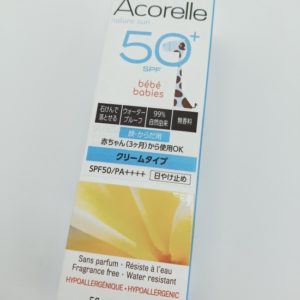 Acorelle
nature sun
50+
SPF
bébé
babies
石けんで
落とせる
ウォーター
プルーフ
99%
自然由来
無香料
顔・からだ用
赤ちゃん(3ヶ月)から使用OK
クリームタイプ
SPF50/PA++++ 日やけ止め
Sans parfum - Résiste à l'eau
Fragrance free - Water resistant
HYPOALLERGÉNIQUE • HYPOALLERGENIC